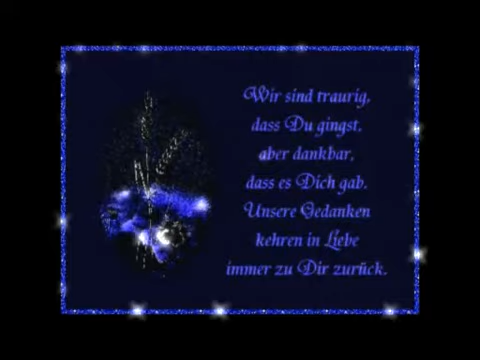 Wir sind traurig,
dass Du gingst,
aber dankbar,
dass es Dich gab.
Unsere Gedanken
kehren in Liebe
immer zu Dir zurück.